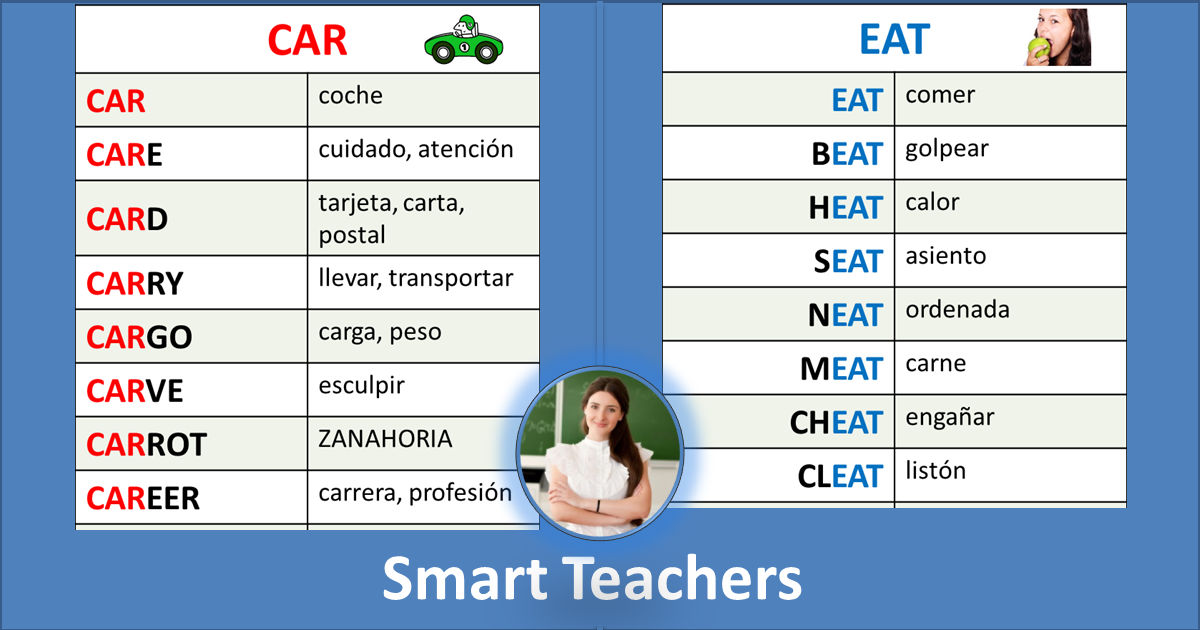 CAR
CAR coche
CARE cuidado, atención
CARD tarjeta, carta,
postal
CARRY llevar, transportar
CARGO carga, peso
CARVE esculpir
CARROT ZANAHORIA
CAREER carrera, profesión
EAT
EAT comer
BEAT golpear
HEAT calor
SEAT asiento
NEAT ordenada
MEAT carne
CHEAT engañar
CLEAT listón
1
Smart Teachers